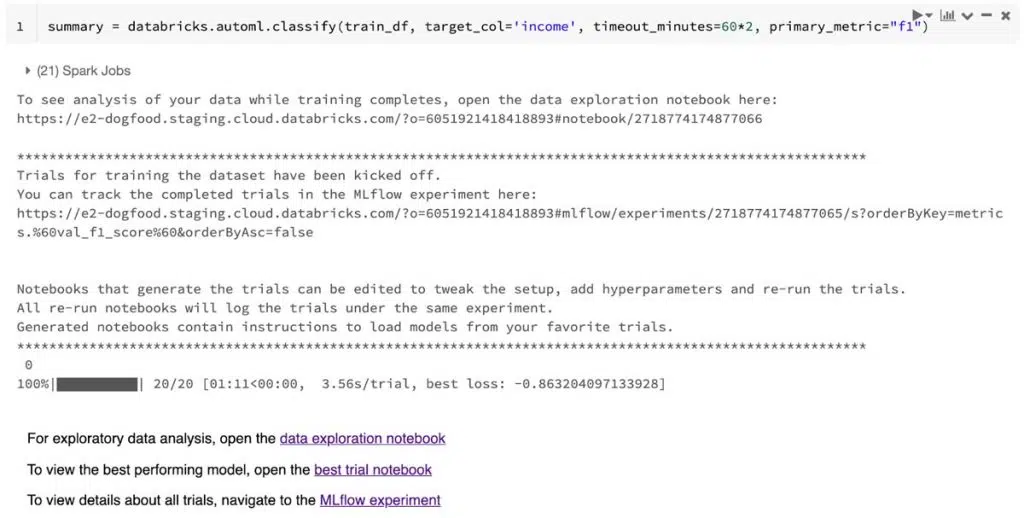 1 summary = databricks.automl.classify(train_df, target_col='income', timeout_minutes=60*2, primary_metric="f1")
(21) Spark Jobs
To see analysis of your data while training completes, open the data exploration notebook here:
https://e2-dogfood.staging.cloud.databricks.com/?o=6051921418418893#notebook/2718774174877066
**********************************************************************************************************
Trials for training the dataset have been kicked off.
You can track the completed trials in the MLflow experiment here:
https://e2-dogfood.staging.cloud.databricks.com/?o=6051921418418893#mlflow/experiments/2718774174877065/s?orderByKey=metric
s.%60val_f1_score%60&orderByAsc=false
Notebooks that generate the trials can be edited to tweak the setup, add hyperparameters and re-run the trials.
All re-run notebooks will log the trials under the same experiment.
Generated notebooks contain instructions to load models from your favorite trials.
**********************************************************************************************************
0
100%|██████████| 20/20 [01:11<00:00, 3.56s/trial, best loss: -0.863204097133928]
For exploratory data analysis, open the data exploration notebook
To view the best performing model, open the best trial notebook
To view details about all trials, navigate to the MLflow experiment